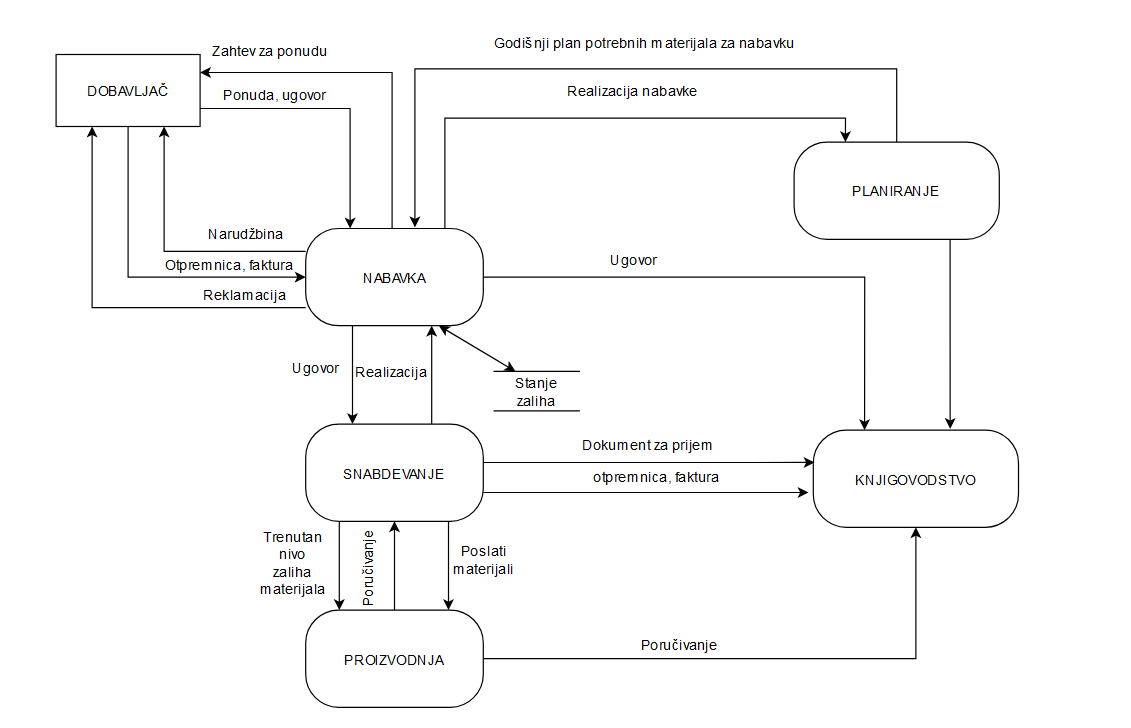 Godišnji plan potrebnih materijala za nabavku
Zahtev za ponudu
DOBAVLJAČ
Ponuda, ugovor
Realizacija nabavke
PLANIRANJE
Narudžbina
Otpremnica, faktura
Reklamacija
NABAVKA
Ugovor
Ugovor
Realizacija
Stanje
zaliha
SNABDEVANJE
Dokument za prijem
otpremnica, faktura
KNJIGOVODSTVO
Trenutan
nivo
zaliha
materijala
Poručivanje
Poslati
materijali
PROIZVODNJA
Poručivanje